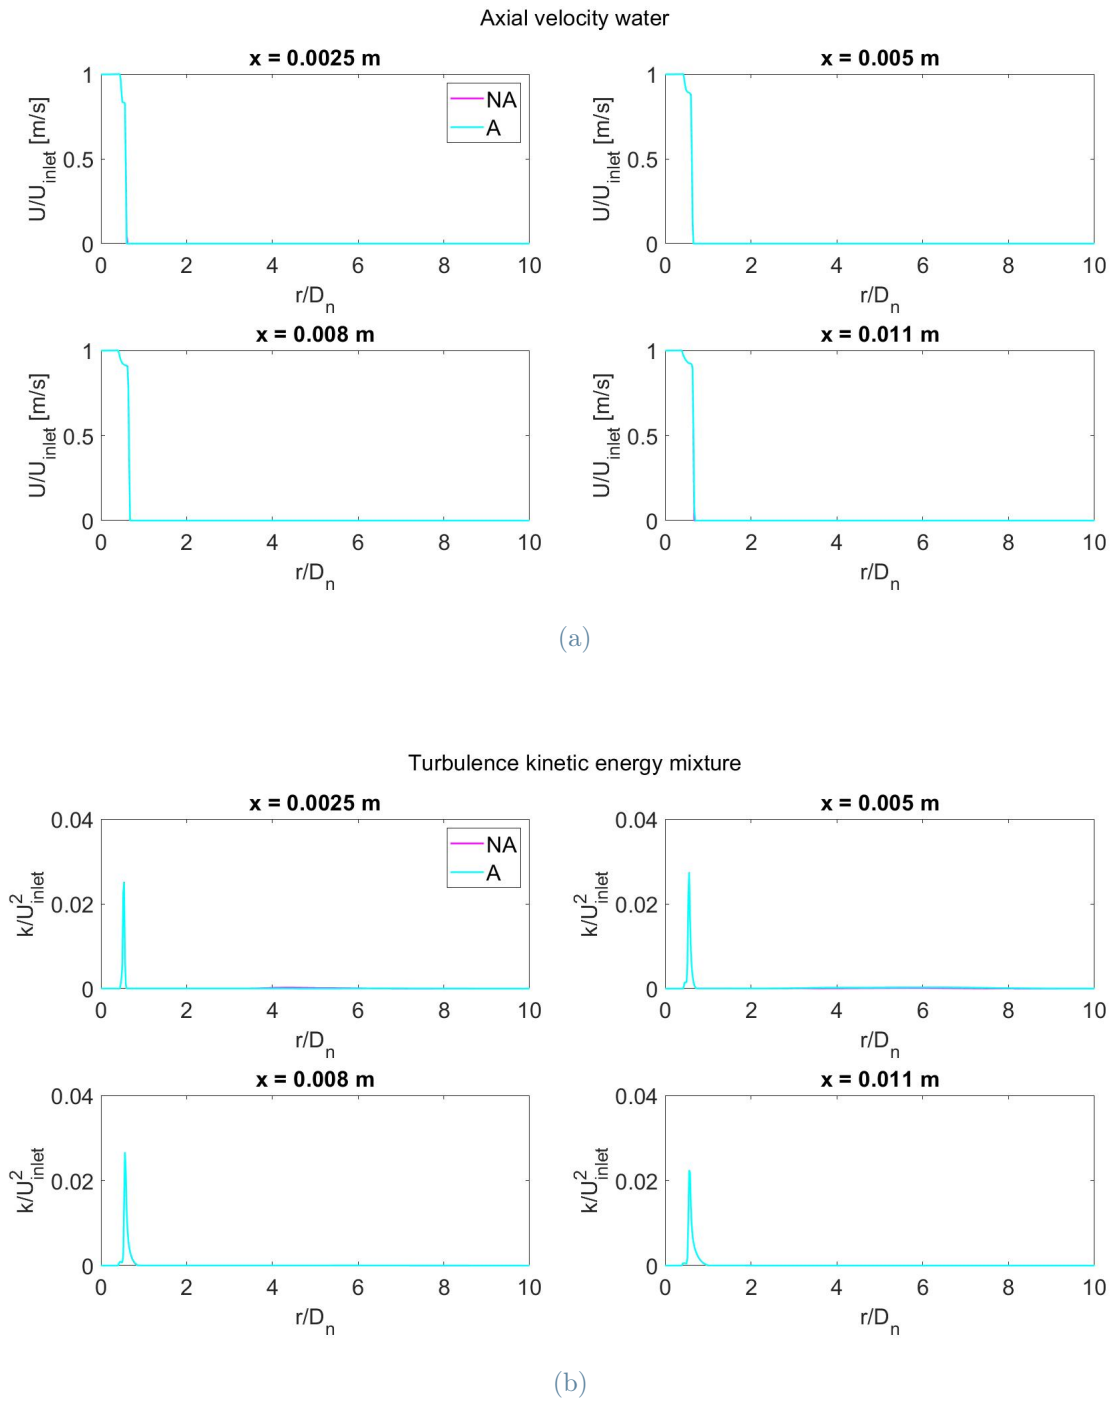 Axial velocity water
x = 0.0025 m
1
0.5
0
U/U_inlet [m/s]
NA
A
0 2 4 6 8 10
r/D_n
x = 0.005 m
1
0.5
0
U/U_inlet [m/s]
0 2 4 6 8 10
r/D_n
x = 0.008 m
1
0.5
0
U/U_inlet [m/s]
0 2 4 6 8 10
r/D_n
x = 0.011 m
1
0.5
0
U/U_inlet [m/s]
0 2 4 6 8 10
r/D_n
(a)
Turbulence kinetic energy mixture
x = 0.0025 m
0.04
0.02
0
k/U²_inlet
NA
A
0 2 4 6 8 10
r/D_n
x = 0.005 m
0.04
0.02
0
k/U²_inlet
0 2 4 6 8 10
r/D_n
x = 0.008 m
0.04
0.02
0
k/U²_inlet
0 2 4 6 8 10
r/D_n
x = 0.011 m
0.04
0.02
0
k/U²_inlet
0 2 4 6 8 10
r/D_n
(b)